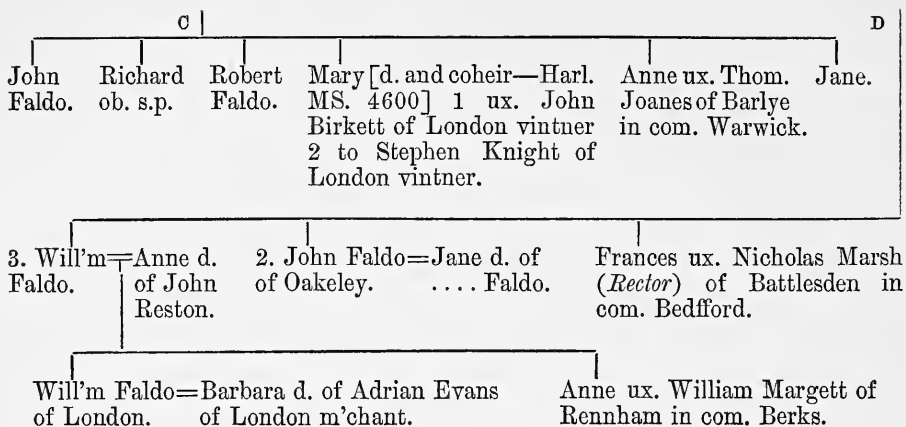 C D
John Faldo.
Richard ob. s.p.
Robert Faldo.
Mary [d. and coheir—Harl.
MS. 4600] 1 ux. John
Birkett of London vintner
2 to Stephen Knight of
London vintner.
Anne ux. Thom.
Joanes of Barlye
in com. Warwick.
Jane.
3. Will'm=Anne d.
Faldo. of John
Reston.
2. John Faldo=Jane d. of
of Oakeley. .... Faldo.
Frances ux. Nicholas Marsh
(Rector) of Battlesden in
com. Bedfford.
Will'm Faldo=Barbara d. of Adrian Evans
of London. of London m'chant.
Anne ux. William Margett of
Rennham in com. Berks.